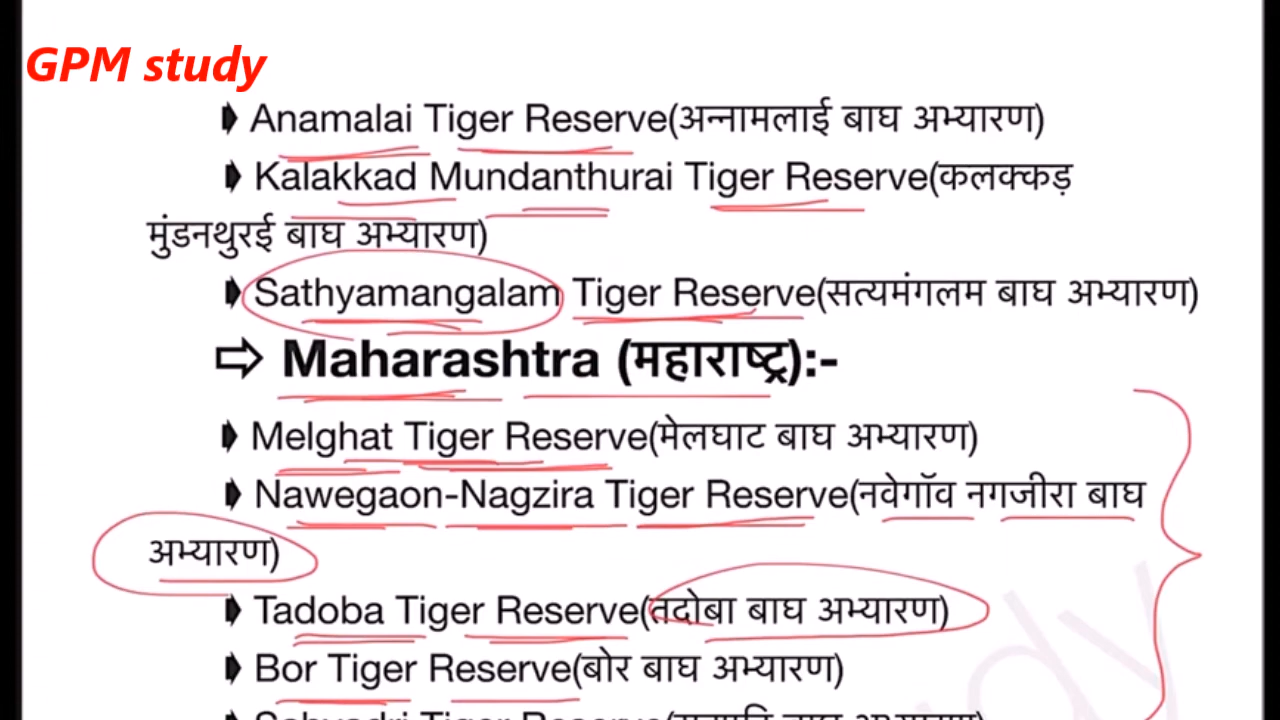 GPM study
➧ Anamalai Tiger Reserve(अन्नामलाई बाघ अभ्यारण)
➧ Kalakkad Mundanthurai Tiger Reserve(कलक्कड़
मुंडनथुरई बाघ अभ्यारण)
➧ Sathyamangalam Tiger Reserve(सत्यमंगलम बाघ अभ्यारण)
⇨ Maharashtra (महाराष्ट्र):-
➧ Melghat Tiger Reserve(मेलघाट बाघ अभ्यारण)
➧ Nawegaon-Nagzira Tiger Reserve(नवेगॉव नगजीरा बाघ
अभ्यारण)
➧ Tadoba Tiger Reserve(तदोबा बाघ अभ्यारण)
➧ Bor Tiger Reserve(बोर बाघ अभ्यारण)